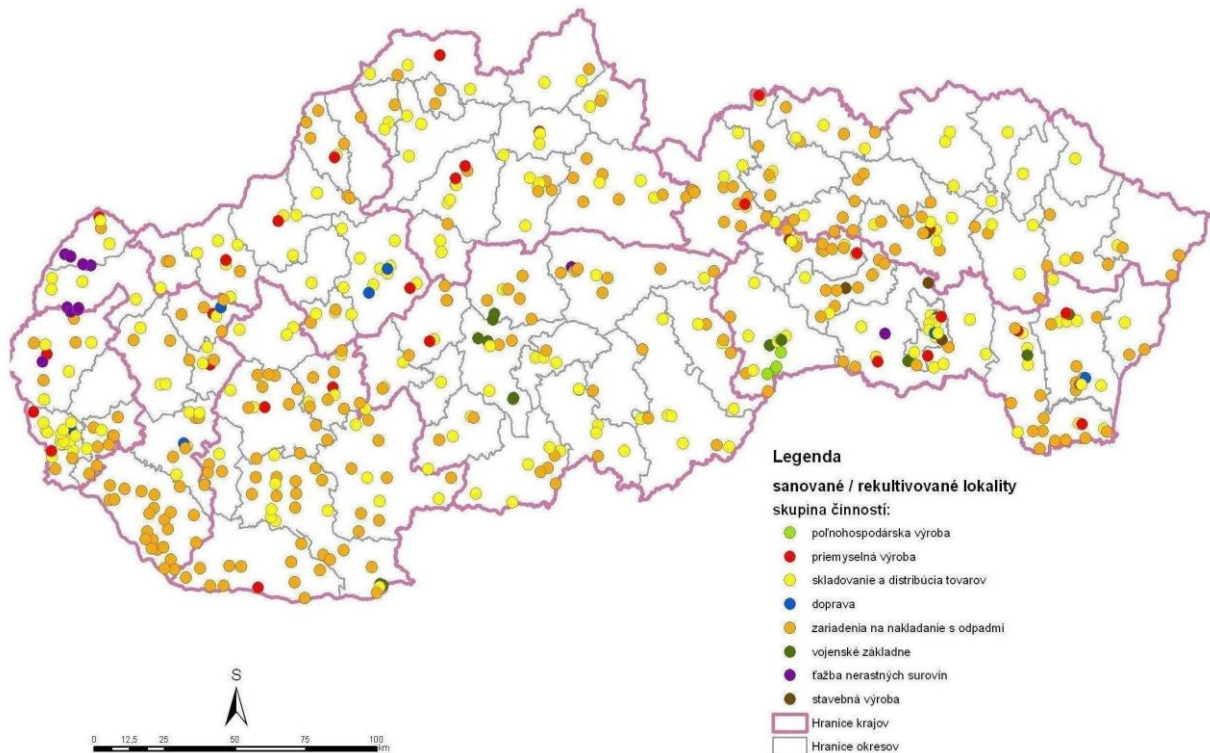 Legenda
sanované / rekultivované lokality
skupina činností:
poľnohospodárska výroba
priemyselná výroba
skladovanie a distribúcia tovarov
doprava
zariadenia na nakladanie s odpadmi
vojenské základne
ťažba nerastných surovín
stavebná výroba
Hranice krajov
Hranice okresov
S
0 12,5 25 50 75 100
km